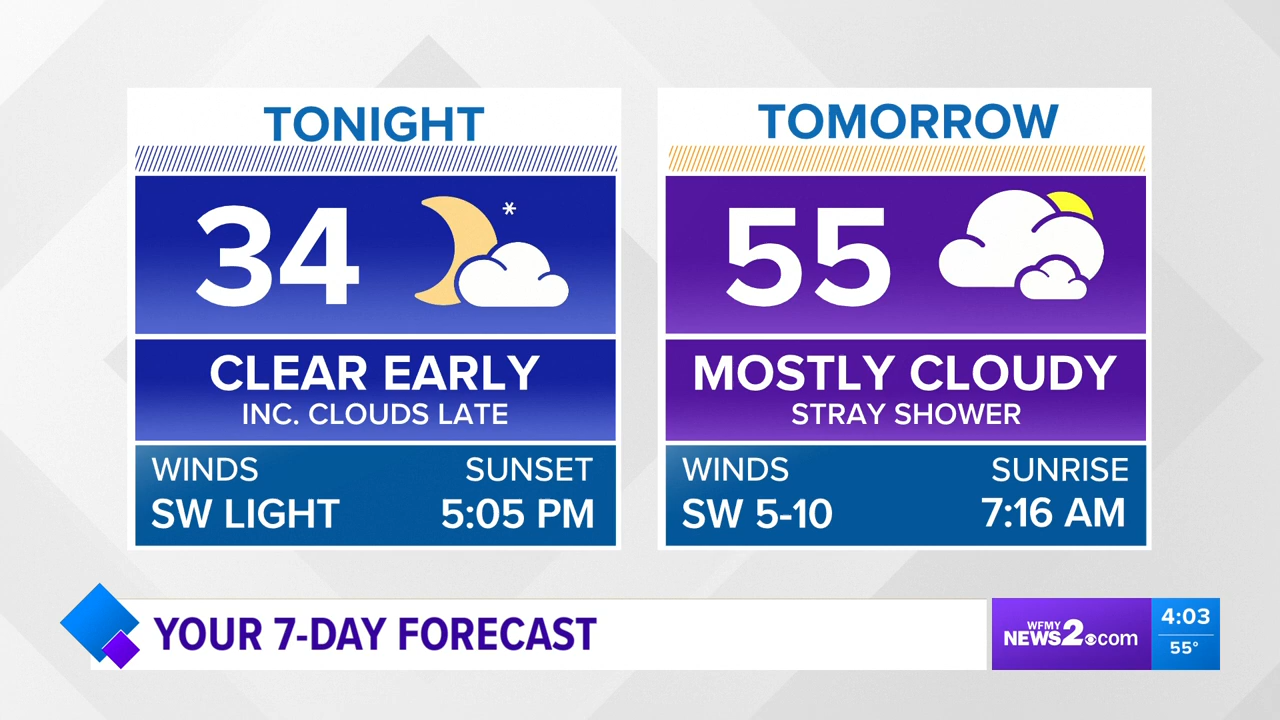 TONIGHT
34
CLEAR EARLY
INC. CLOUDS LATE
WINDS SUNSET
SW LIGHT 5:05 PM
TOMORROW
55
MOSTLY CLOUDY
STRAY SHOWER
WINDS SUNRISE
SW 5-10 7:16 AM
YOUR 7-DAY FORECAST
WFMY
NEWS2 com
4:03
55°